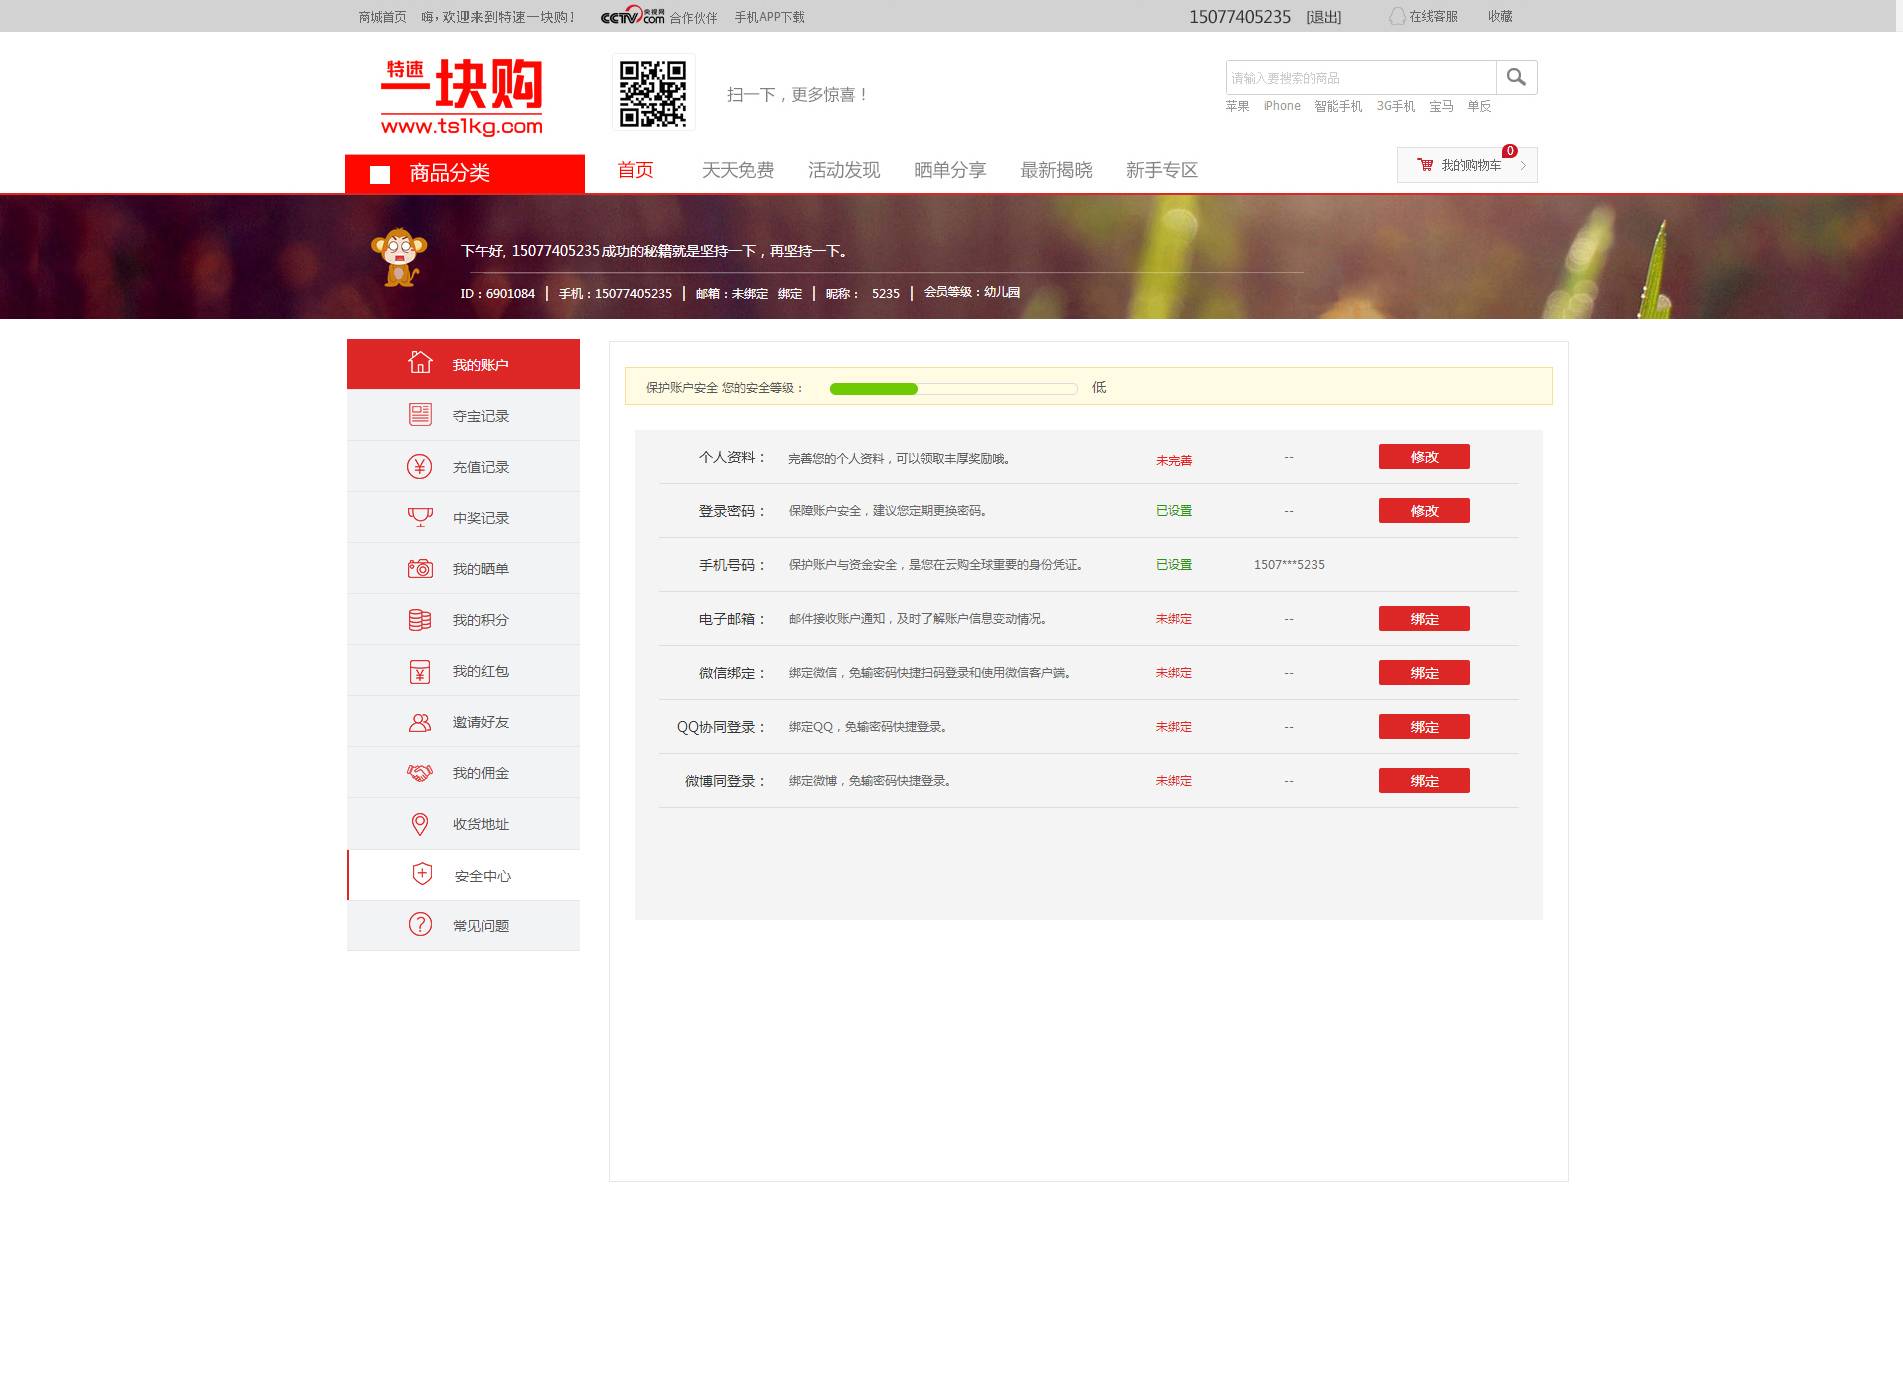 商城首页 嗨，欢迎来到特速一块购！ CCTV.com 央视网 合作伙伴 手机APP下载 15077405235 [退出] 在线客服 收藏
特速
一块购
www.ts1kg.com
扫一下，更多惊喜！
请输入要搜索的商品
苹果 iPhone 智能手机 3G手机 宝马 单反
商品分类 首页 天天免费 活动发现 晒单分享 最新揭晓 新手专区 我的购物车 0
下午好, 15077405235成功的秘籍就是坚持一下，再坚持一下。
ID：6901084 | 手机：15077405235 | 邮箱：未绑定 绑定 | 昵称： 5235 | 会员等级：幼儿园
我的账户
夺宝记录
充值记录
中奖记录
我的晒单
我的积分
我的红包
邀请好友
我的佣金
收货地址
安全中心
常见问题
保护账户安全 您的安全等级： 低
个人资料： 完善您的个人资料，可以领取丰厚奖励哦。 未完善 -- 修改
登录密码： 保障账户安全，建议您定期更换密码。 已设置 -- 修改
手机号码： 保护账户与资金安全，是您在云购全球重要的身份凭证。 已设置 1507***5235
电子邮箱： 邮件接收账户通知，及时了解账户信息变动情况。 未绑定 -- 绑定
微信绑定： 绑定微信，免输密码快捷扫码登录和使用微信客户端。 未绑定 -- 绑定
QQ协同登录： 绑定QQ，免输密码快捷登录。 未绑定 -- 绑定
微博同登录： 绑定微博，免输密码快捷登录。 未绑定 -- 绑定